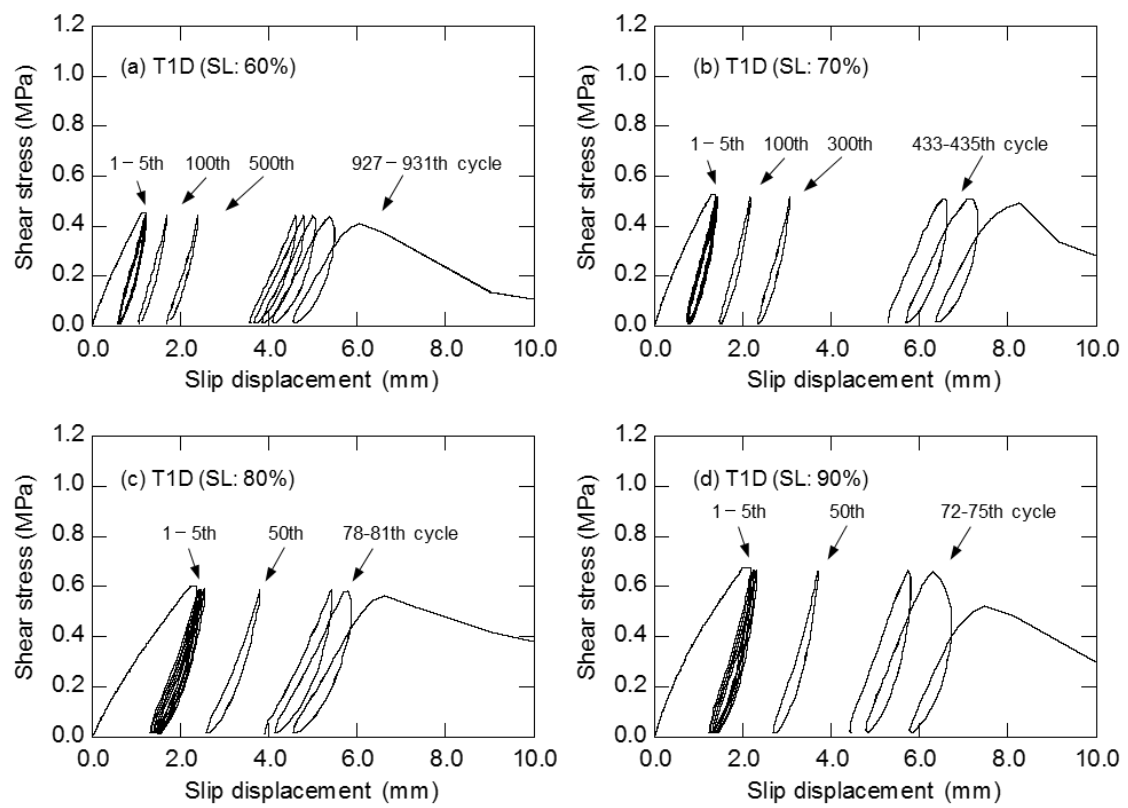 1.2
1.0
0.8
0.6
0.4
0.2
0.0
Shear stress (MPa)
(a) T1D (SL: 60%)
1–5th 100th 500th 927–931th cycle
0.0 2.0 4.0 6.0 8.0 10.0
Slip displacement (mm)
1.2
1.0
0.8
0.6
0.4
0.2
0.0
Shear stress (MPa)
(b) T1D (SL: 70%)
1–5th 100th 300th 433-435th cycle
0.0 2.0 4.0 6.0 8.0 10.0
Slip displacement (mm)
1.2
1.0
0.8
0.6
0.4
0.2
0.0
Shear stress (MPa)
(c) T1D (SL: 80%)
1–5th 50th 78-81th cycle
0.0 2.0 4.0 6.0 8.0 10.0
Slip displacement (mm)
1.2
1.0
0.8
0.6
0.4
0.2
0.0
Shear stress (MPa)
(d) T1D (SL: 90%)
1–5th 50th 72-75th cycle
0.0 2.0 4.0 6.0 8.0 10.0
Slip displacement (mm)